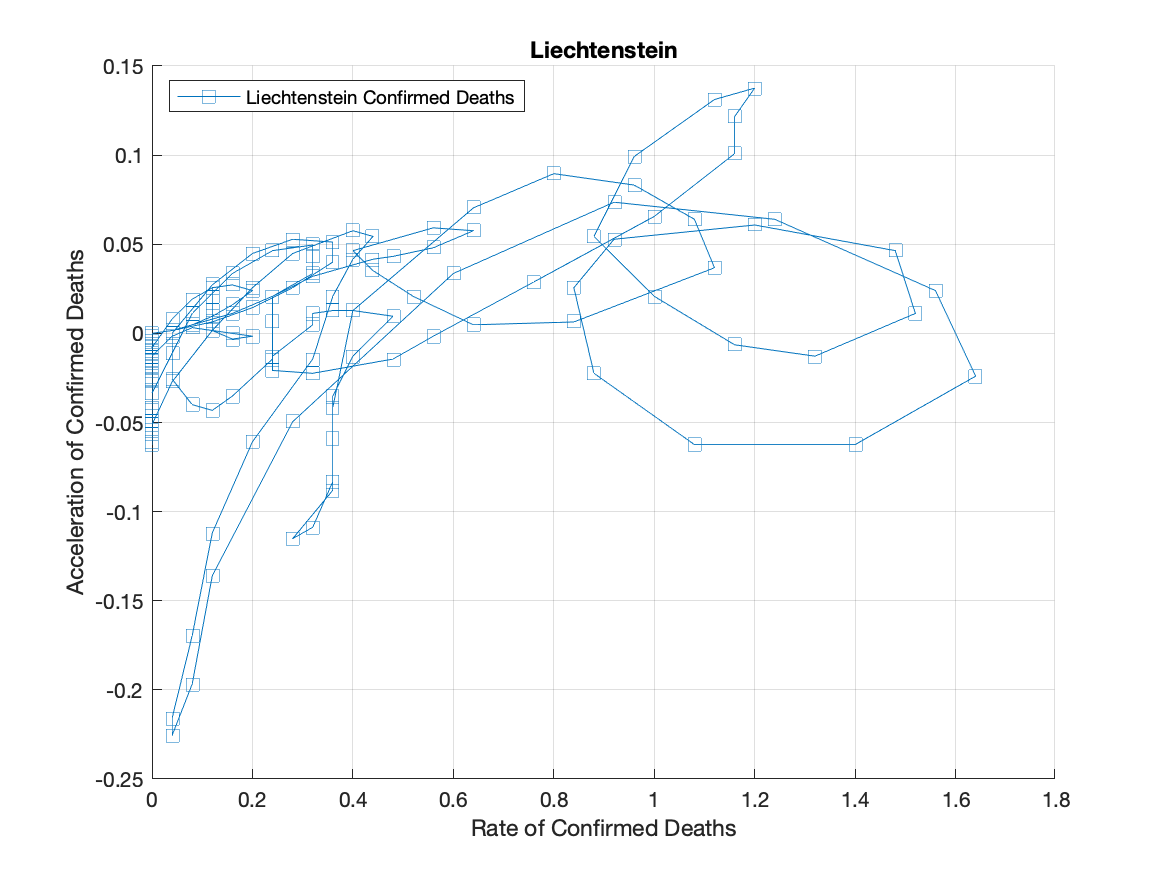 Liechtenstein
Liechtenstein Confirmed Deaths
0.15
0.1
0.05
0
-0.05
-0.1
-0.15
-0.2
-0.25
Acceleration of Confirmed Deaths
0 0.2 0.4 0.6 0.8 1 1.2 1.4 1.6 1.8
Rate of Confirmed Deaths